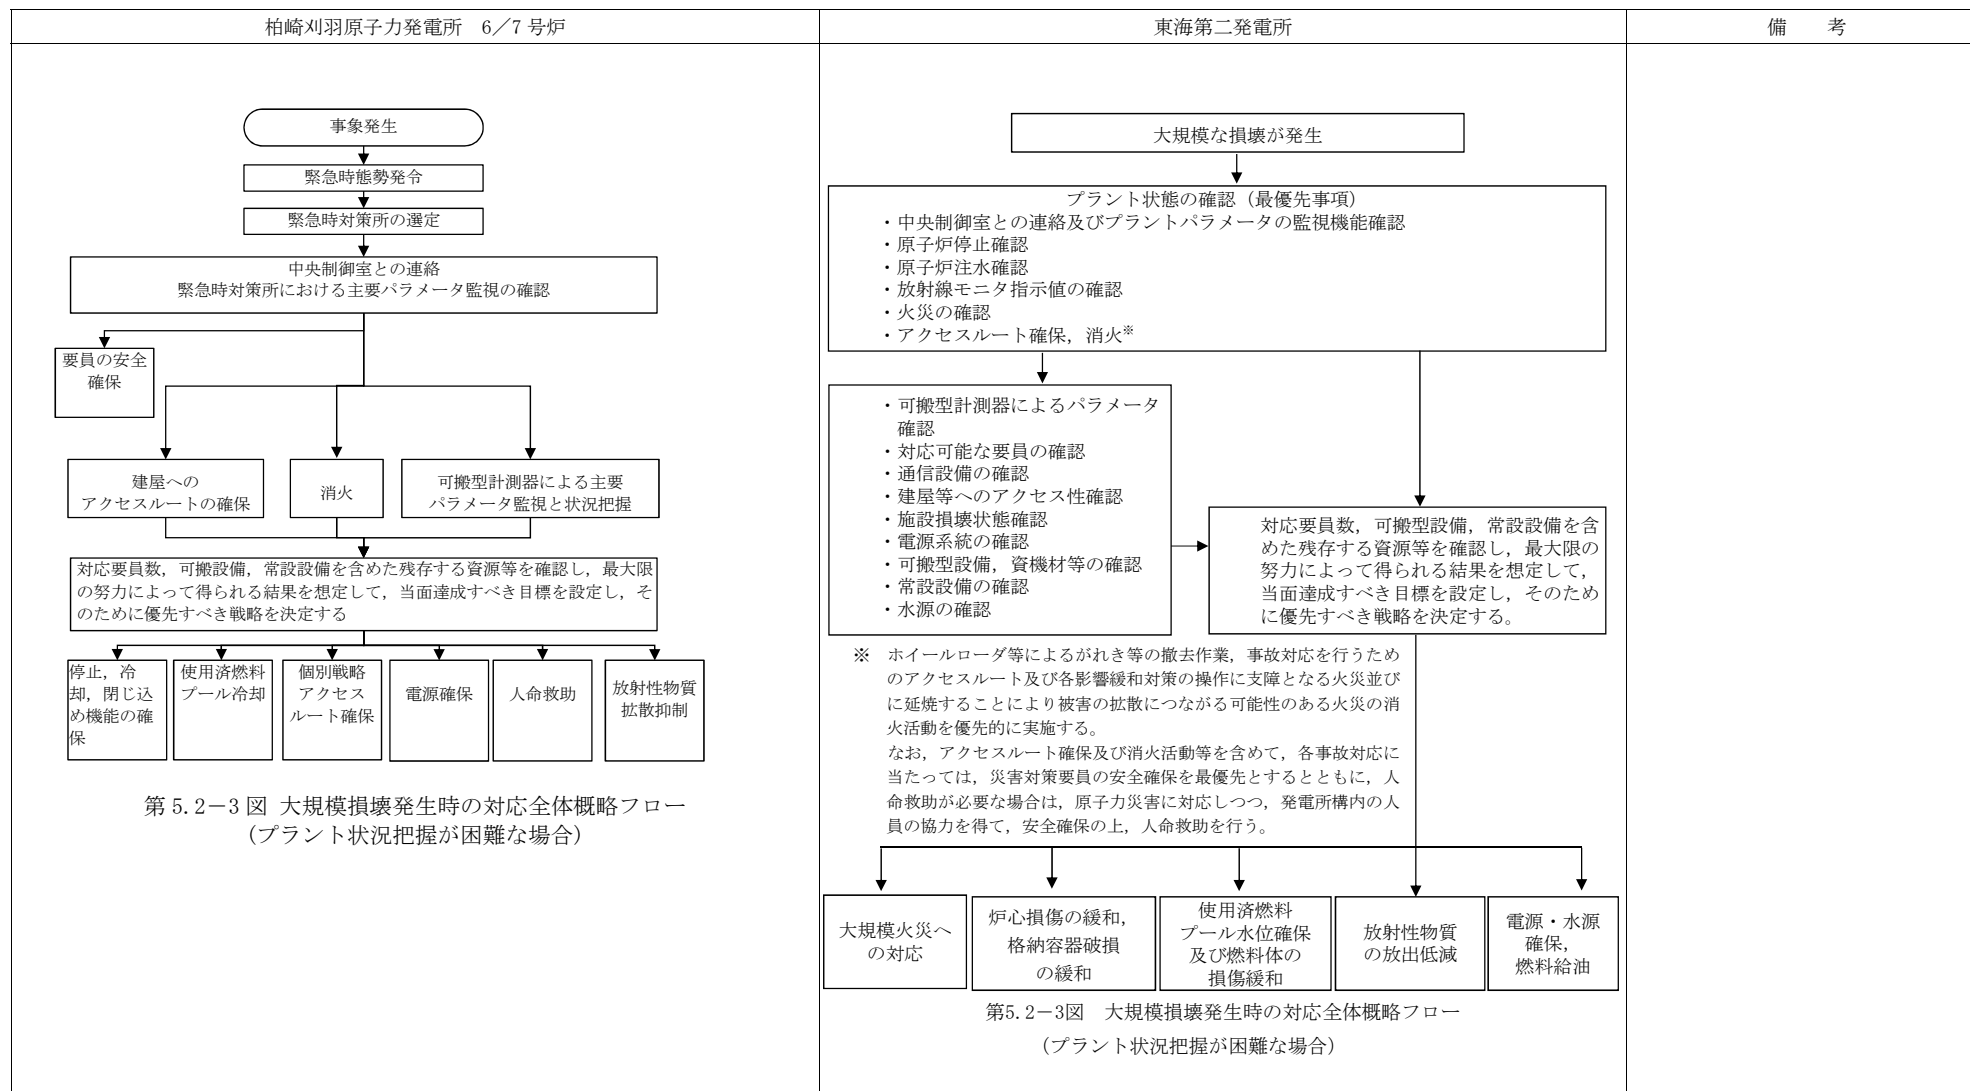 柏崎刈羽原子力発電所　6／7号炉
東海第二発電所
備　　考
事象発生
緊急時態勢発令
緊急時対策所の選定
中央制御室との連絡
緊急時対策所における主要パラメータ監視の確認
要員の安全
確保
建屋への
アクセスルートの確保
消火
可搬型計測器による主要
パラメータ監視と状況把握
対応要員数，可搬設備，常設設備を含めた残存する資源等を確認し，最大限
の努力によって得られる結果を想定して，当面達成すべき目標を設定し，そ
のために優先すべき戦略を決定する
停止，冷
却，閉じ込
め機能の確
保
使用済燃料
プール冷却
個別戦略
アクセス
ルート確保
電源確保
人命救助
放射性物質
拡散抑制
第 5.2－3 図 大規模損壊発生時の対応全体概略フロー
（プラント状況把握が困難な場合）
大規模な損壊が発生
プラント状態の確認（最優先事項）
・中央制御室との連絡及びプラントパラメータの監視機能確認
・原子炉停止確認
・原子炉注水確認
・放射線モニタ指示値の確認
・火災の確認
・アクセスルート確保，消火※
・可搬型計測器によるパラメータ
確認
・対応可能な要員の確認
・通信設備の確認
・建屋等へのアクセス性確認
・施設損壊状態確認
・電源系統の確認
・可搬型設備，資機材等の確認
・常設設備の確認
・水源の確認
対応要員数，可搬型設備，常設設備を含
めた残存する資源等を確認し，最大限の
努力によって得られる結果を想定して，
当面達成すべき目標を設定し，そのため
に優先すべき戦略を決定する。
※　ホイールローダ等によるがれき等の撤去作業，事故対応を行うため
のアクセスルート及び各影響緩和対策の操作に支障となる火災並び
に延焼することにより被害の拡散につながる可能性のある火災の消
火活動を優先的に実施する。
なお，アクセスルート確保及び消火活動等を含めて，各事故対応に
当たっては，災害対策要員の安全確保を最優先とするとともに，人
命救助が必要な場合は，原子力災害に対応しつつ，発電所構内の人
員の協力を得て，安全確保の上，人命救助を行う。
大規模火災へ
の対応
炉心損傷の緩和，
格納容器破損
の緩和
使用済燃料
プール水位確保
及び燃料体の
損傷緩和
放射性物質
の放出低減
電源・水源
確保，
燃料給油
第5.2－3図　大規模損壊発生時の対応全体概略フロー
（プラント状況把握が困難な場合）